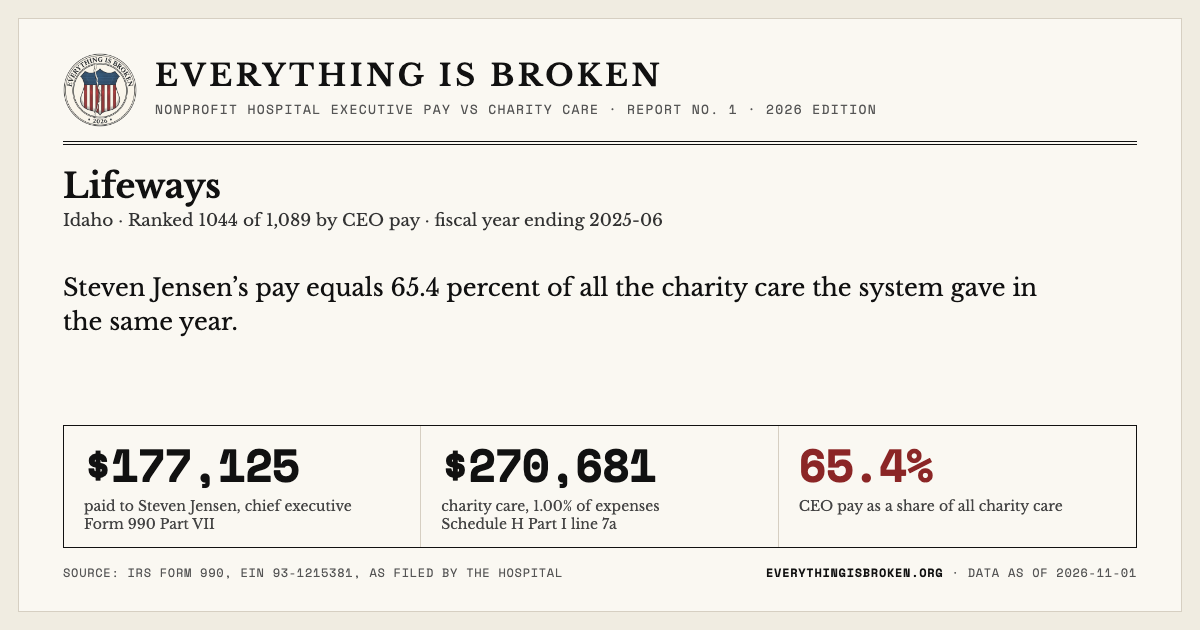 EVERYTHING IS BROKEN
2026
EVERYTHING IS BROKEN
NONPROFIT HOSPITAL EXECUTIVE PAY VS CHARITY CARE · REPORT NO. 1 · 2026 EDITION
Lifeways
Idaho · Ranked 1044 of 1,089 by CEO pay · fiscal year ending 2025-06
Steven Jensen’s pay equals 65.4 percent of all the charity care the system gave in
the same year.
$177,125
paid to Steven Jensen, chief executive
Form 990 Part VII
$270,681
charity care, 1.00% of expenses
Schedule H Part I line 7a
65.4%
CEO pay as a share of all charity care
SOURCE: IRS FORM 990, EIN 93-1215381, AS FILED BY THE HOSPITAL
EVERYTHINGISBROKEN.ORG · DATA AS OF 2026-11-01